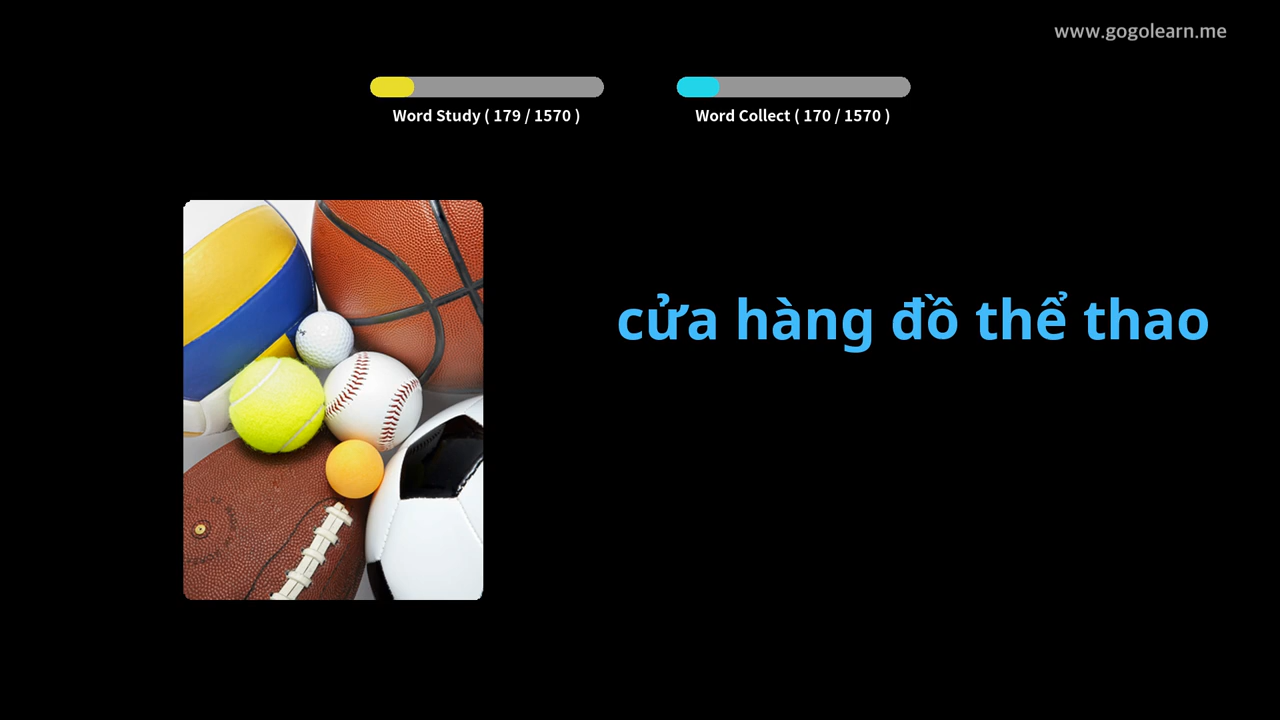 www.gogolearn.me
Word Study ( 179 / 1570 )
Word Collect ( 170 / 1570 )
cửa hàng đồ thể thao